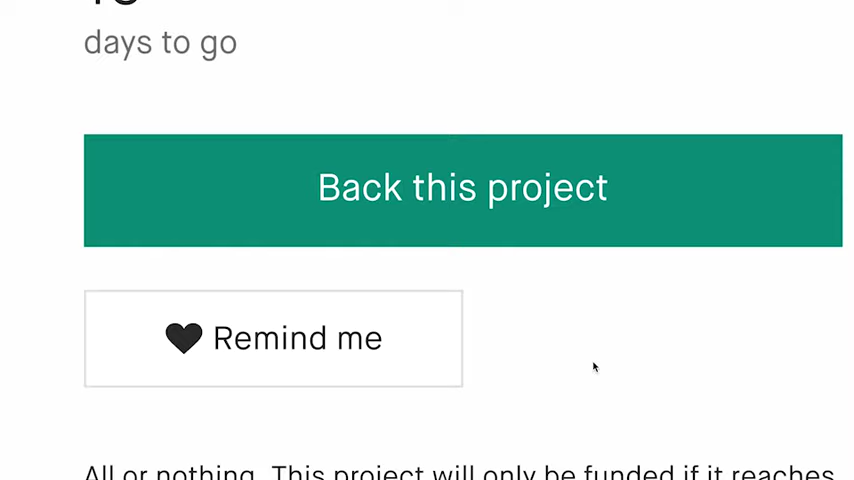 days to go
Back this project
Remind me
All or nothing. This project will only be funded if it reaches